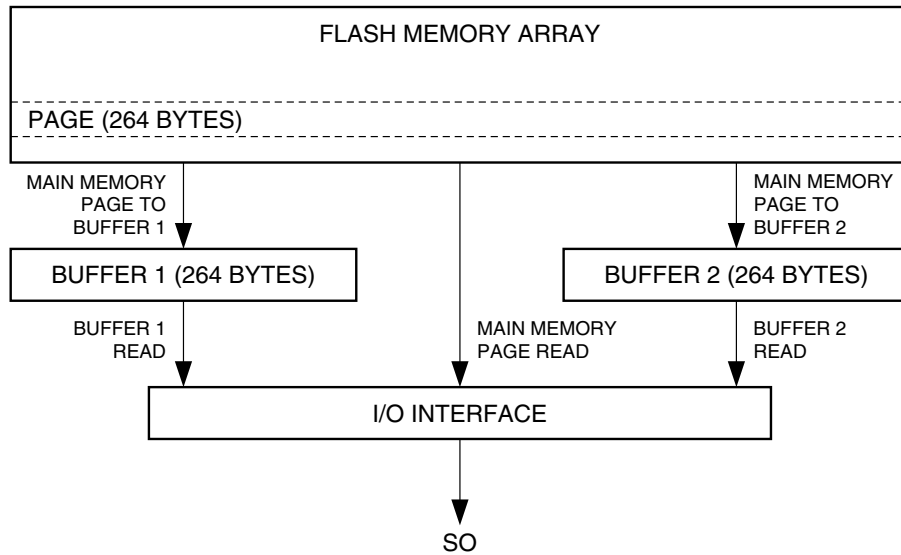 FLASH MEMORY ARRAY
PAGE (264 BYTES)
MAIN MEMORY
PAGE TO
BUFFER 1
MAIN MEMORY
PAGE TO
BUFFER 2
BUFFER 1 (264 BYTES)
BUFFER 2 (264 BYTES)
BUFFER 1
READ
MAIN MEMORY
PAGE READ
BUFFER 2
READ
I/O INTERFACE
SO